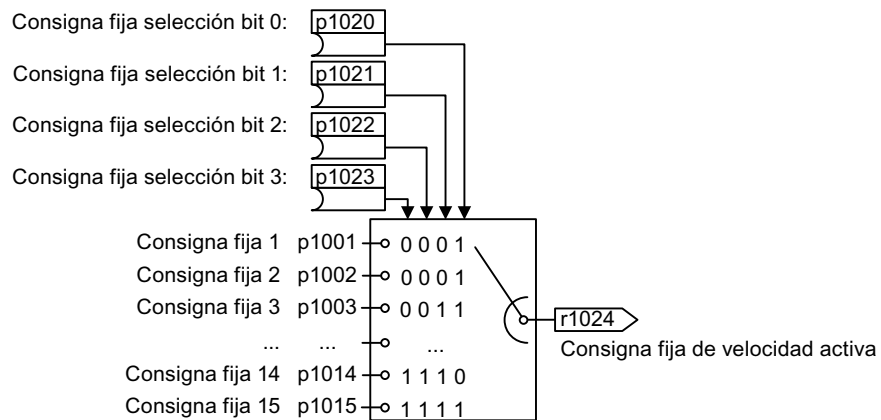 Consigna fija selección bit 0: p1020
Consigna fija selección bit 1: p1021
Consigna fija selección bit 2: p1022
Consigna fija selección bit 3: p1023
Consigna fija 1 p1001 0 0 0 1
Consigna fija 2 p1002 0 0 0 1
Consigna fija 3 p1003 0 0 1 1
... ... ...
r1024
Consigna fija de velocidad activa
Consigna fija 14 p1014 1 1 1 0
Consigna fija 15 p1015 1 1 1 1